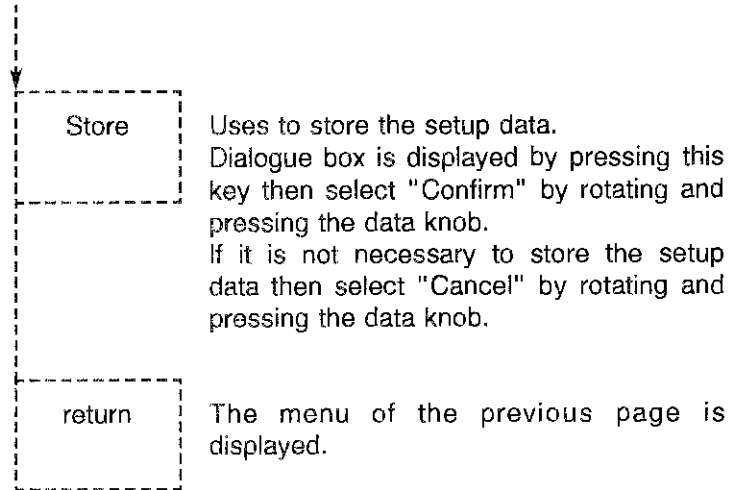 Store
Uses to store the setup data.
Dialogue box is displayed by pressing this
key then select "Confirm" by rotating and
pressing the data knob.
If it is not necessary to store the setup
data then select "Cancel" by rotating and
pressing the data knob.
return
The menu of the previous page is
displayed.